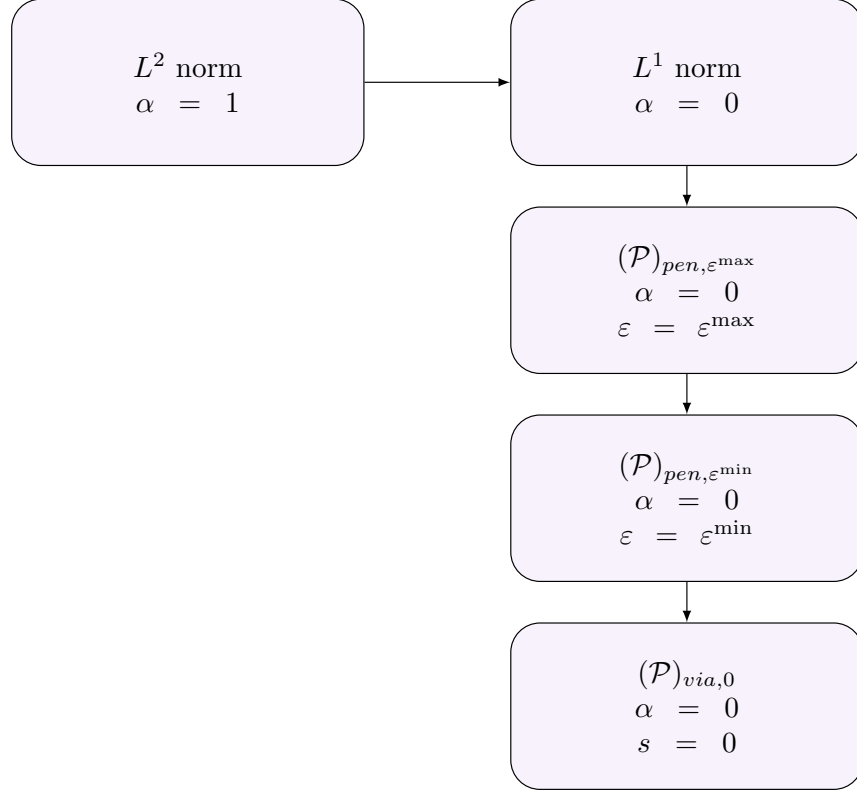 L² norm
α = 1
L¹ norm
α = 0
(𝒫)_{pen,ε^{max}}
α = 0
ε = ε^{max}
(𝒫)_{pen,ε^{min}}
α = 0
ε = ε^{min}
(𝒫)_{via,0}
α = 0
s = 0